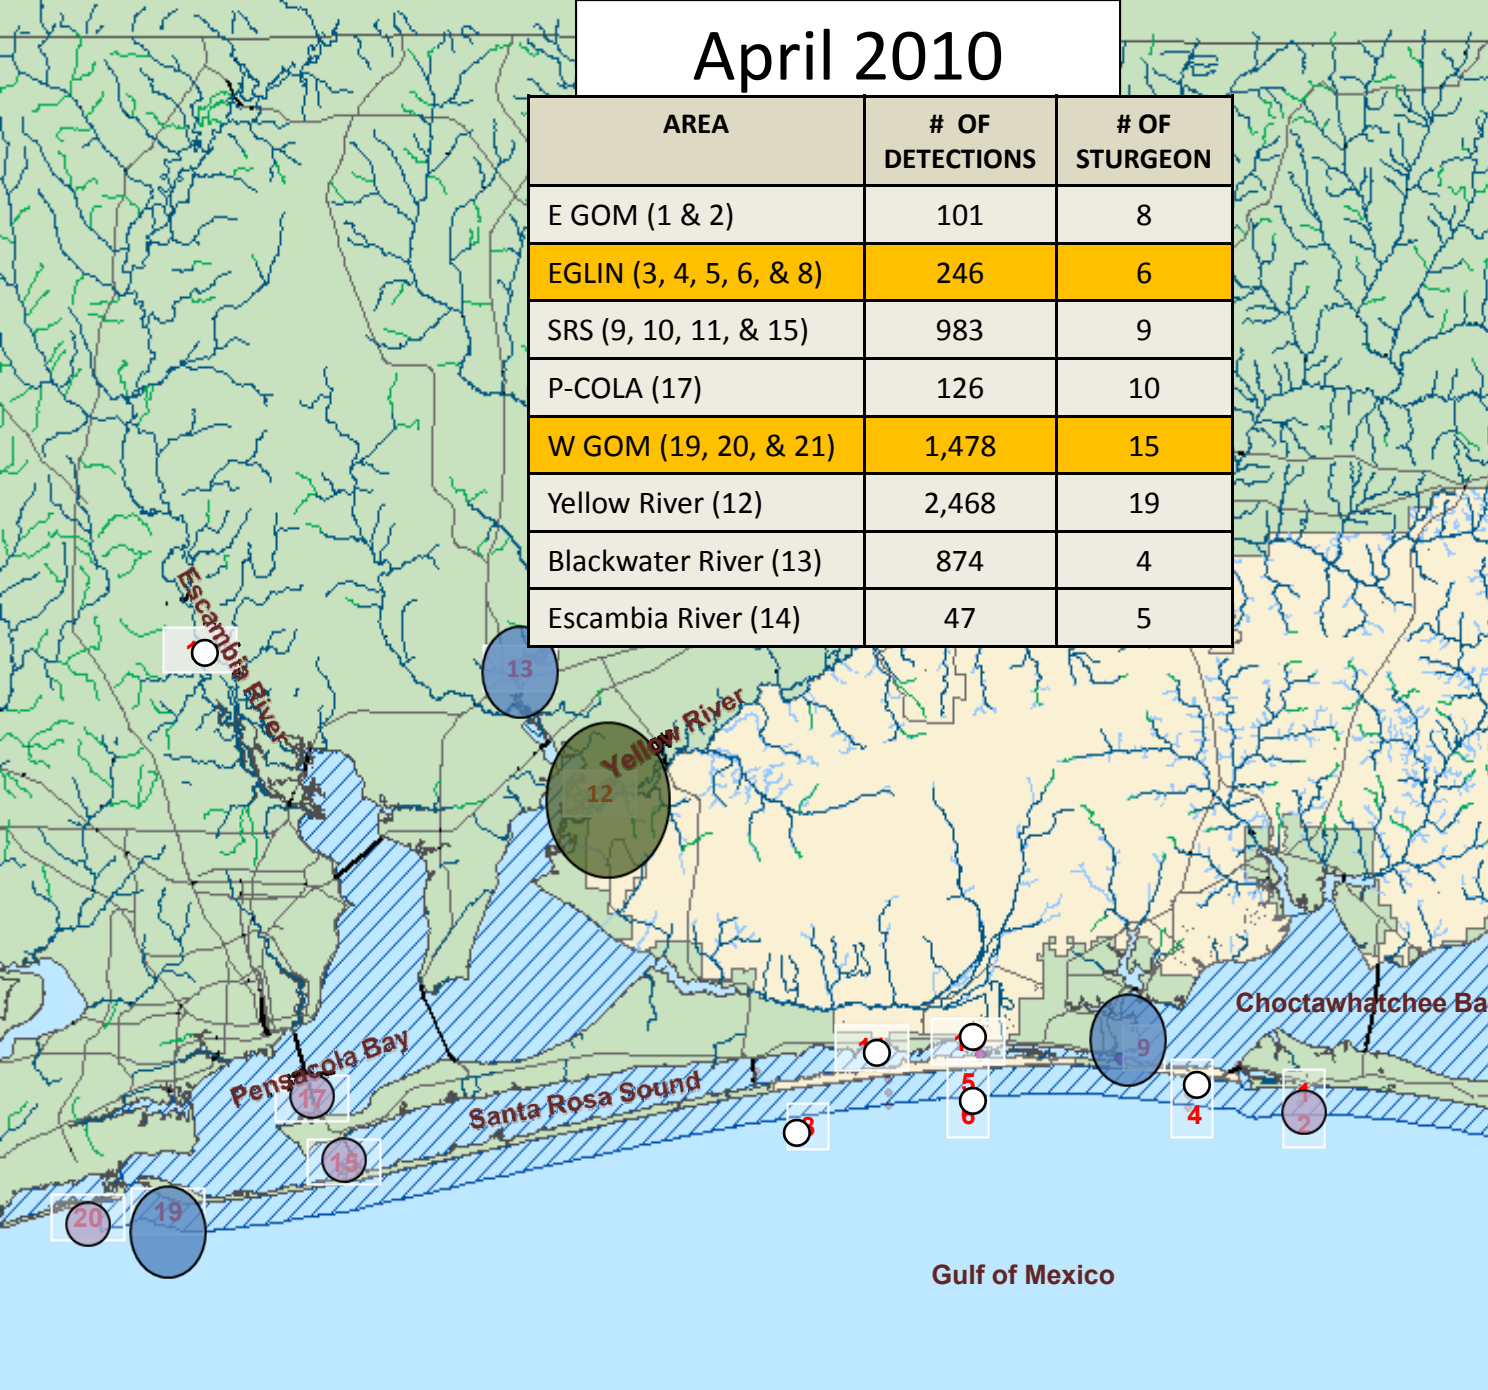 April 2010
AREA # OF DETECTIONS # OF STURGEON
E GOM (1 & 2) 101 8
EGLIN (3, 4, 5, 6, & 8) 246 6
SRS (9, 10, 11, & 15) 983 9
P-COLA (17) 126 10
W GOM (19, 20, & 21) 1,478 15
Yellow River (12) 2,468 19
Blackwater River (13) 874 4
Escambia River (14) 47 5
Escambia River
13
Yellow River
12
Choctawhatchee Ba
9
Pensacola Bay
17
Santa Rosa Sound
5
6
8
4
1
2
15
20
19
Gulf of Mexico